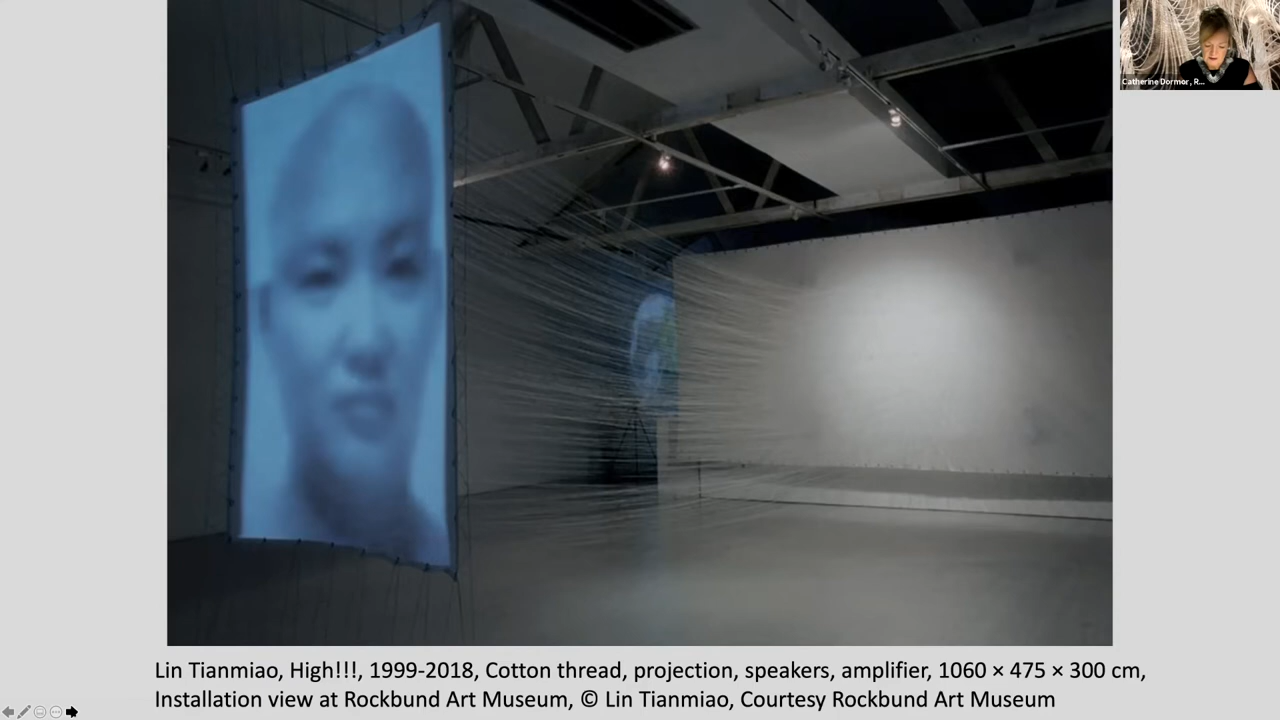 Catherine Dormor, R...
Lin Tianmiao, High!!!, 1999-2018, Cotton thread, projection, speakers, amplifier, 1060 × 475 × 300 cm,
Installation view at Rockbund Art Museum, © Lin Tianmiao, Courtesy Rockbund Art Museum